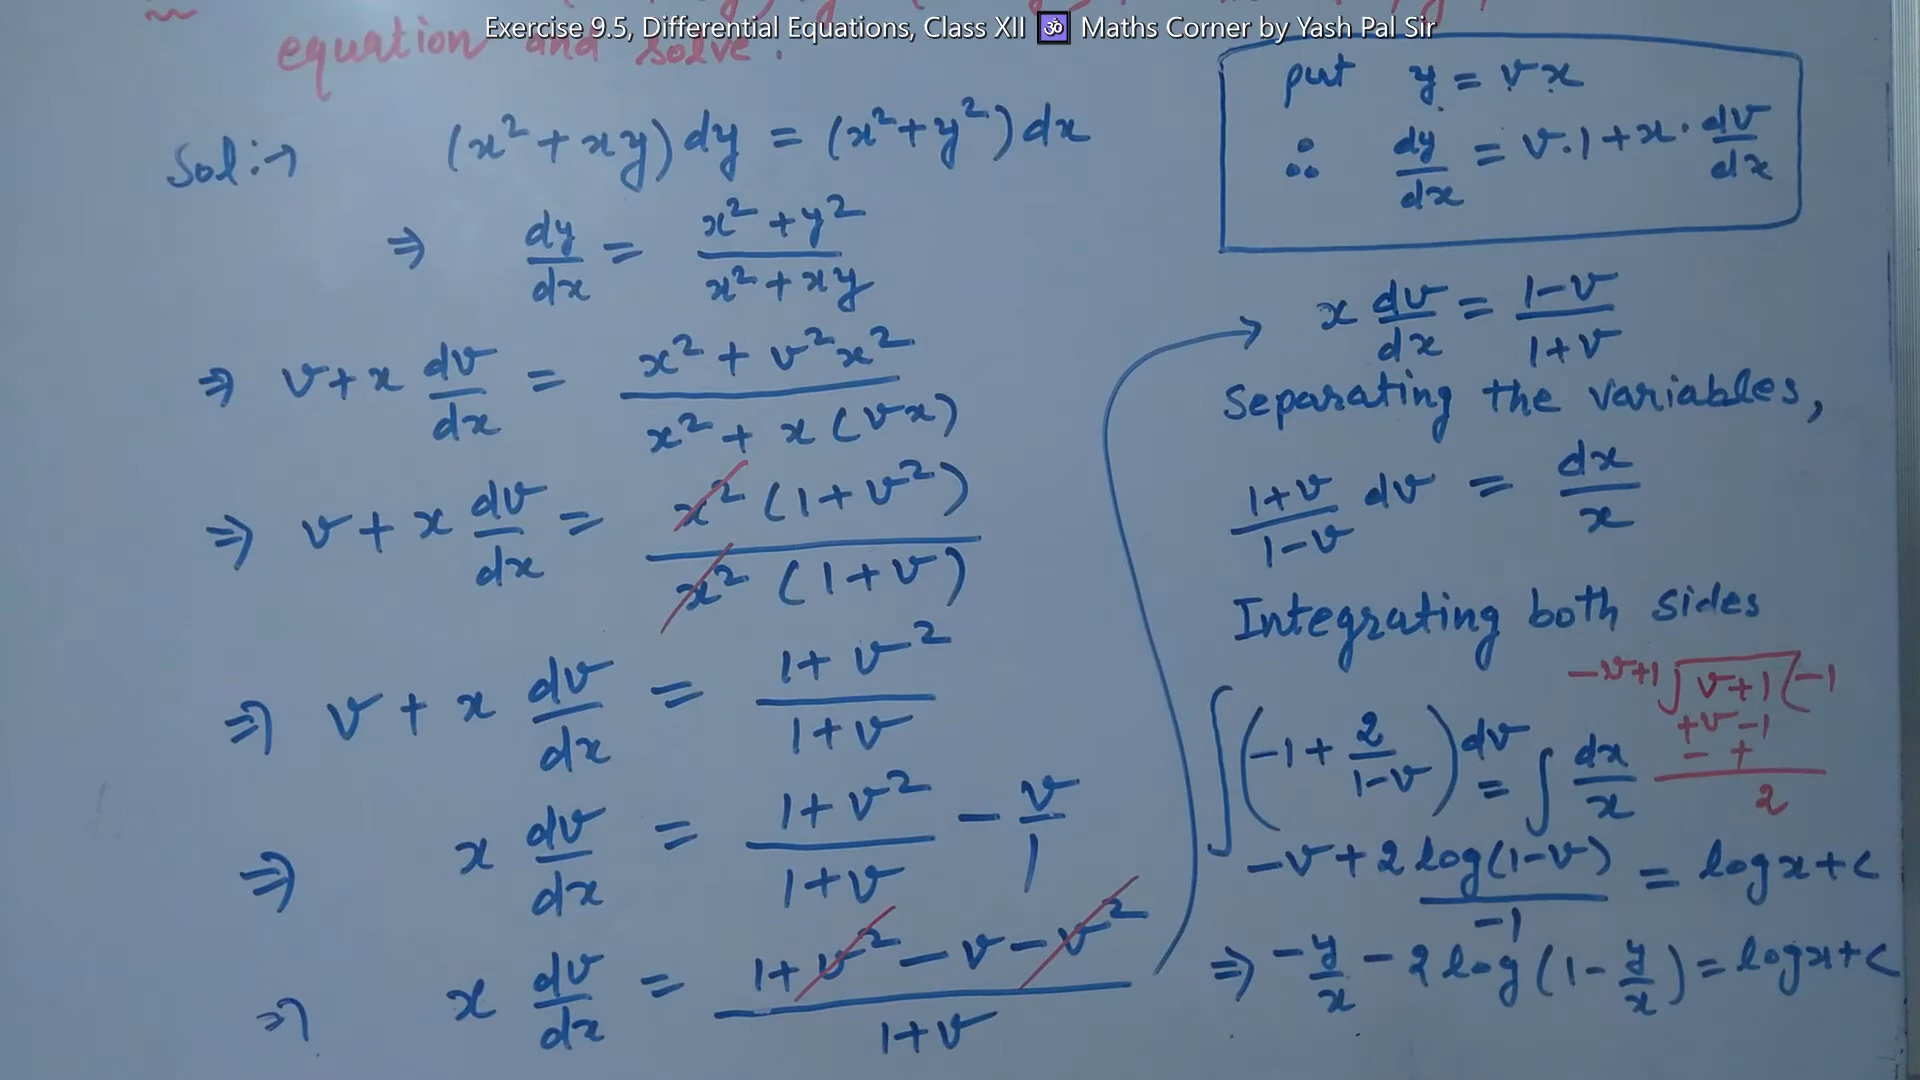 Exercise 9.5, Differential Equations, Class XII ॐ Maths Corner by Yash Pal Sir
equation and solve.
Sol:→ (x² + xy) dy = (x² + y²) dx
⇒ dy/dx = (x² + y²)/(x² + xy)
⇒ v + x dv/dx = (x² + v²x²)/(x² + x(vx))
⇒ v + x dv/dx = x²(1 + v²)/x²(1 + v)
⇒ v + x dv/dx = (1 + v²)/(1 + v)
⇒ x dv/dx = (1 + v²)/(1 + v) − v/1
⇒ x dv/dx = (1 + v² − v − v²)/(1 + v)
put y = vx
∴ dy/dx = v·1 + x·dv/dx
x dv/dx = (1 − v)/(1 + v)
Separating the variables,
(1 + v)/(1 − v) dv = dx/x
Integrating both sides
−v+1 ) v+1 ( −1
+v −1
− +
2
∫(−1 + 2/(1 − v)) dv = ∫ dx/x
−v + 2 log(1 − v)/−1 = log x + c
⇒ −y/x − 2 log(1 − y/x) = log x + c